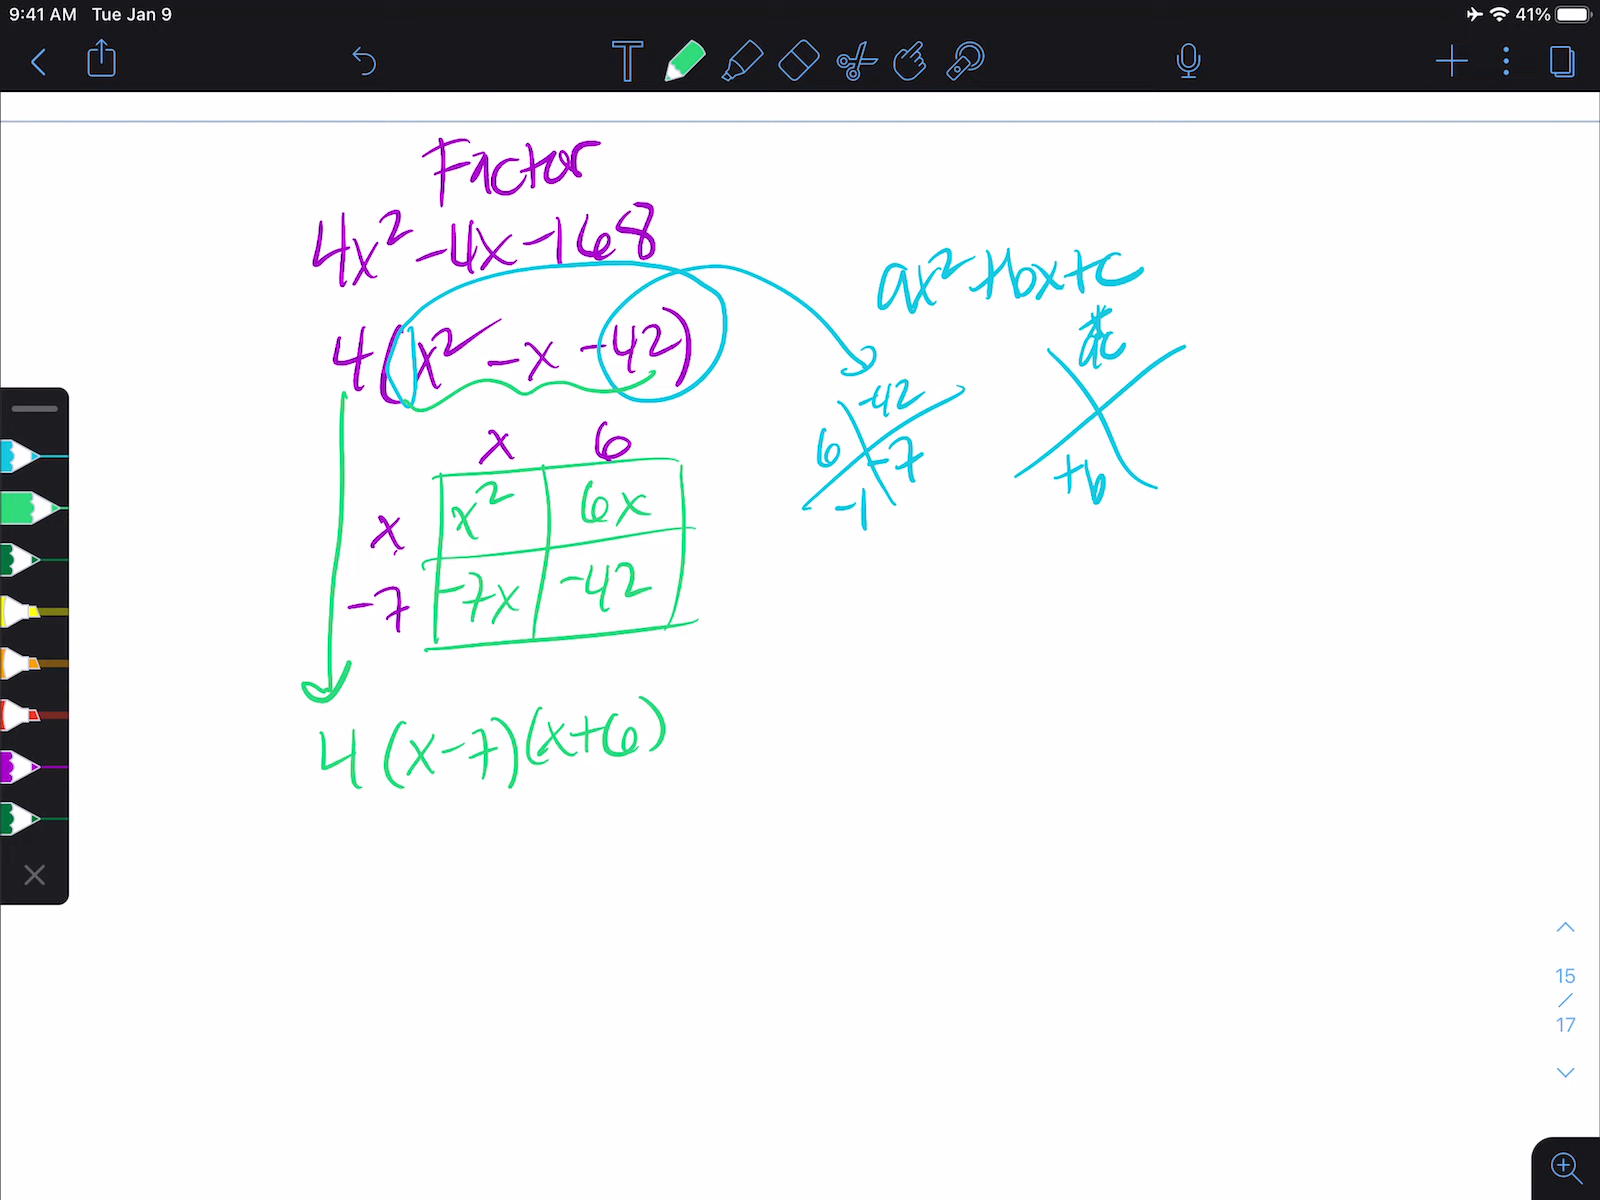 9:41 AM Tue Jan 9
41%
T
Factor
4x² -4x -168
4(x² -x -42)
ax² +bx+c
ac
+b
-42
6 -7
-1
x 6
x x² 6x
-7 -7x -42
4(x-7)(x+6)
15
/
17